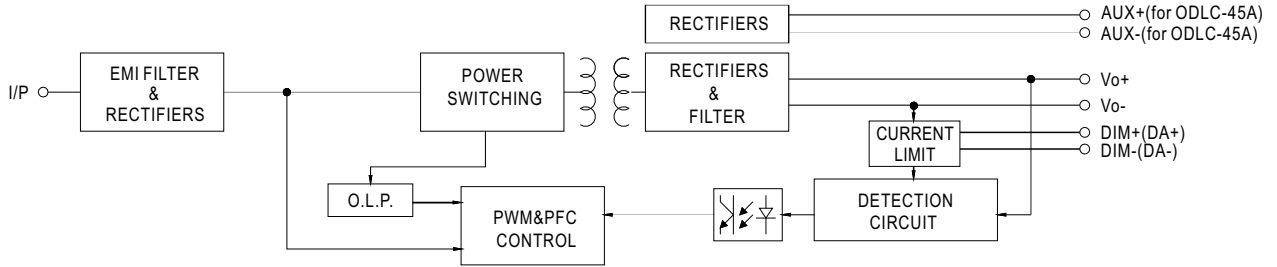 RECTIFIERS
AUX+(for ODLC-45A)
AUX-(for ODLC-45A)
I/P
EMI FILTER
&
RECTIFIERS
POWER
SWITCHING
RECTIFIERS
&
FILTER
Vo+
Vo-
CURRENT
LIMIT
DIM+(DA+)
DIM-(DA-)
O.L.P.
PWM&PFC
CONTROL
DETECTION
CIRCUIT